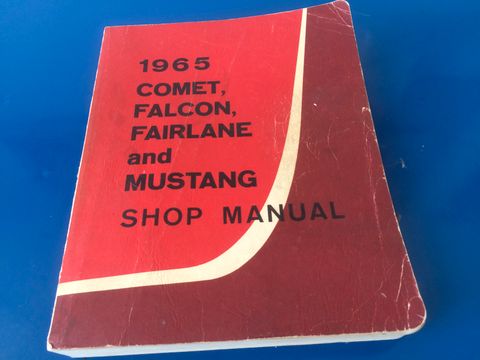 1965
COMET,
FALCON,
FAIRLANE
and
MUSTANG
SHOP MANUAL